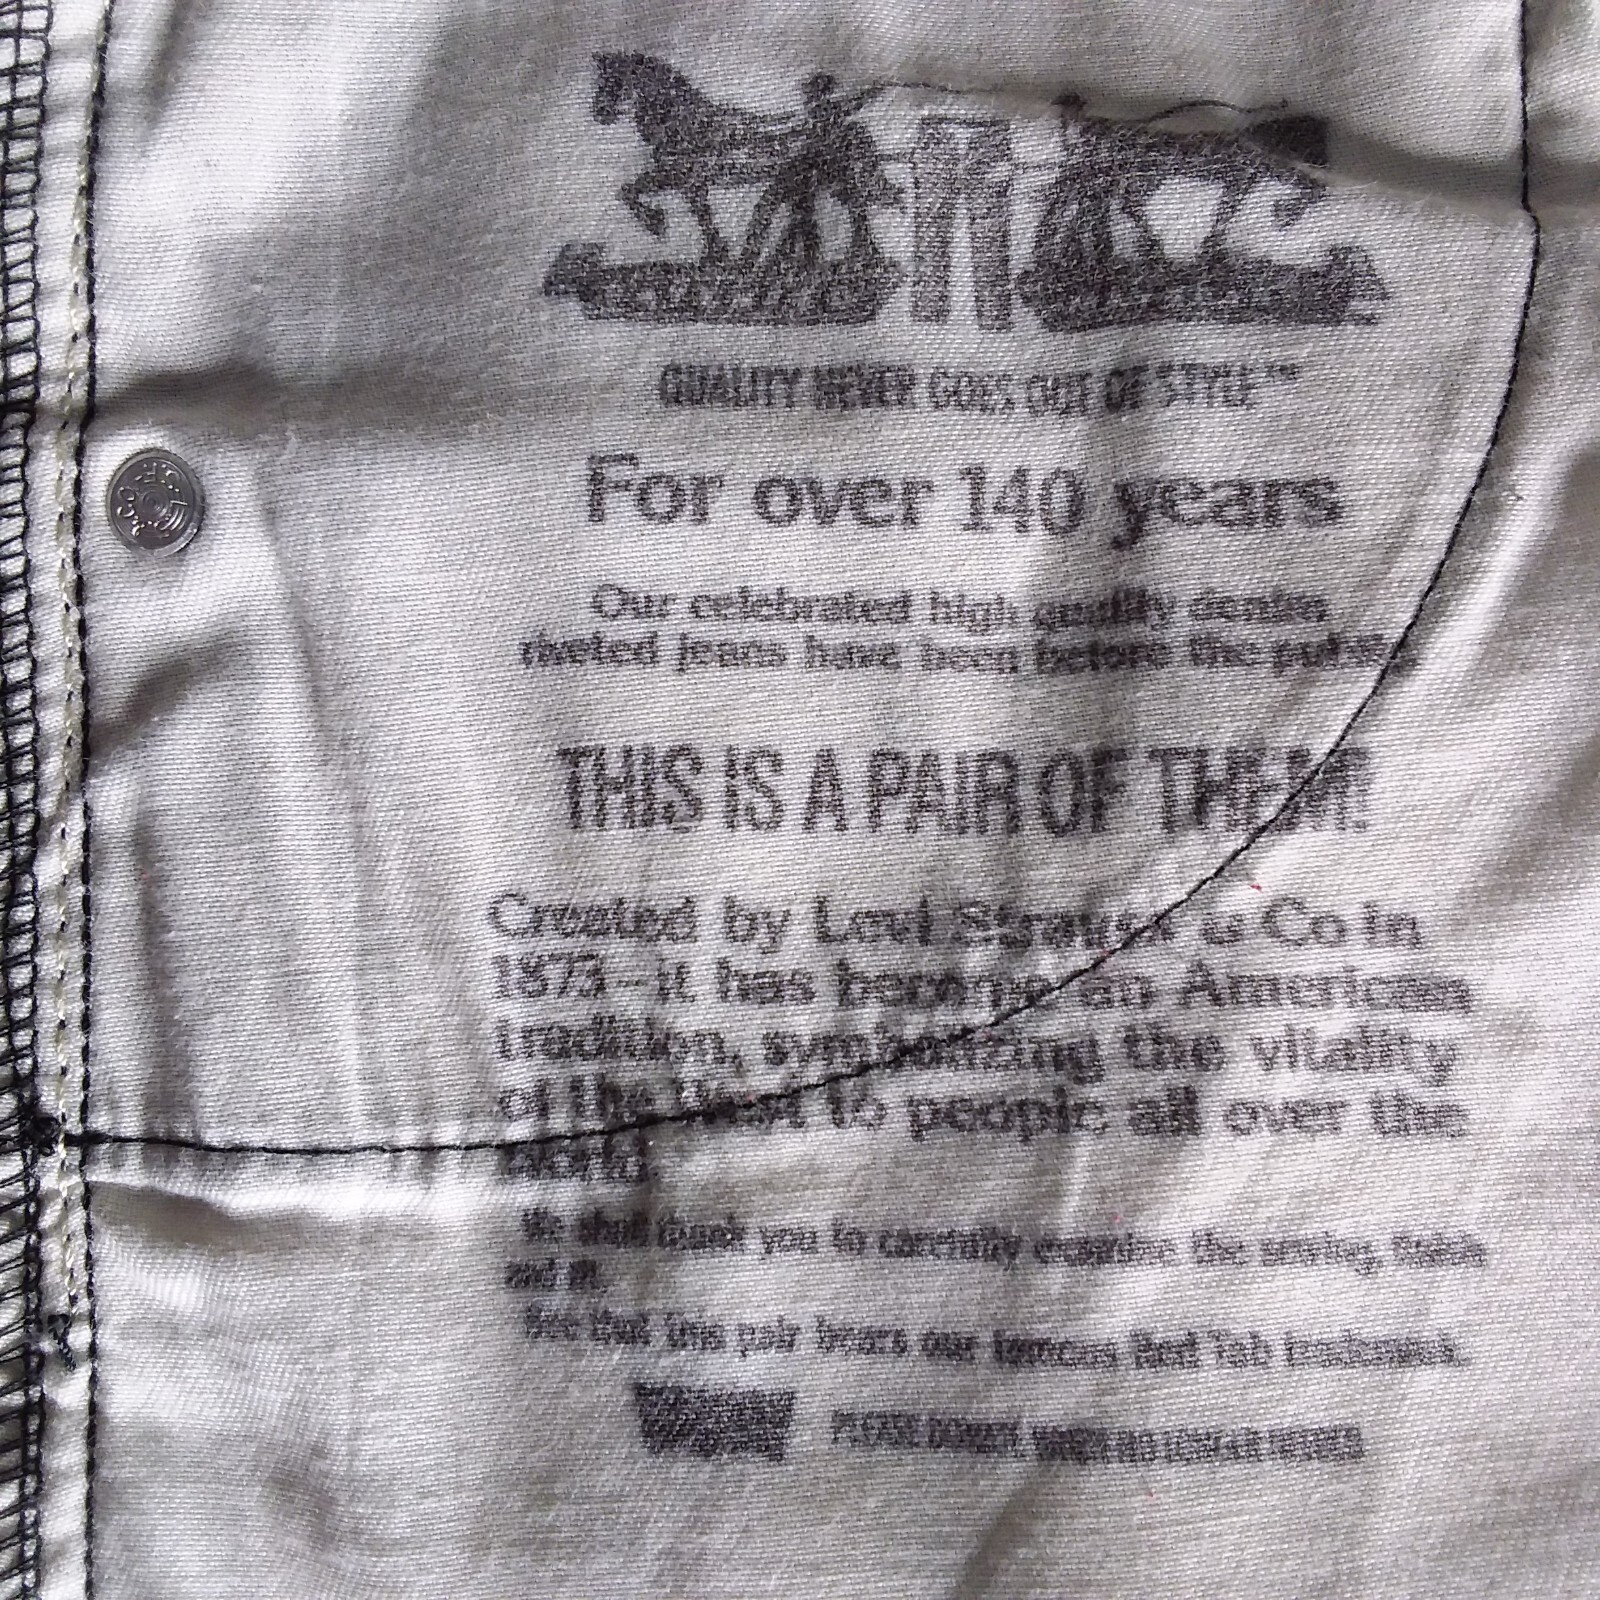 QUALITY NEVER GOES OUT OF STYLE™
For over 140 years
Our celebrated high quality denim
riveted jeans have been before the public
THIS IS A PAIR OF THEM!
Created by Levi Strauss & Co in
1873–it has become an American
tradition, symbolizing the vitality
of the West to people all over the
world.
We shall thank you to carefully examine the sewing, finish
and fit.
See that this pair bears our famous Red Tab trademark.